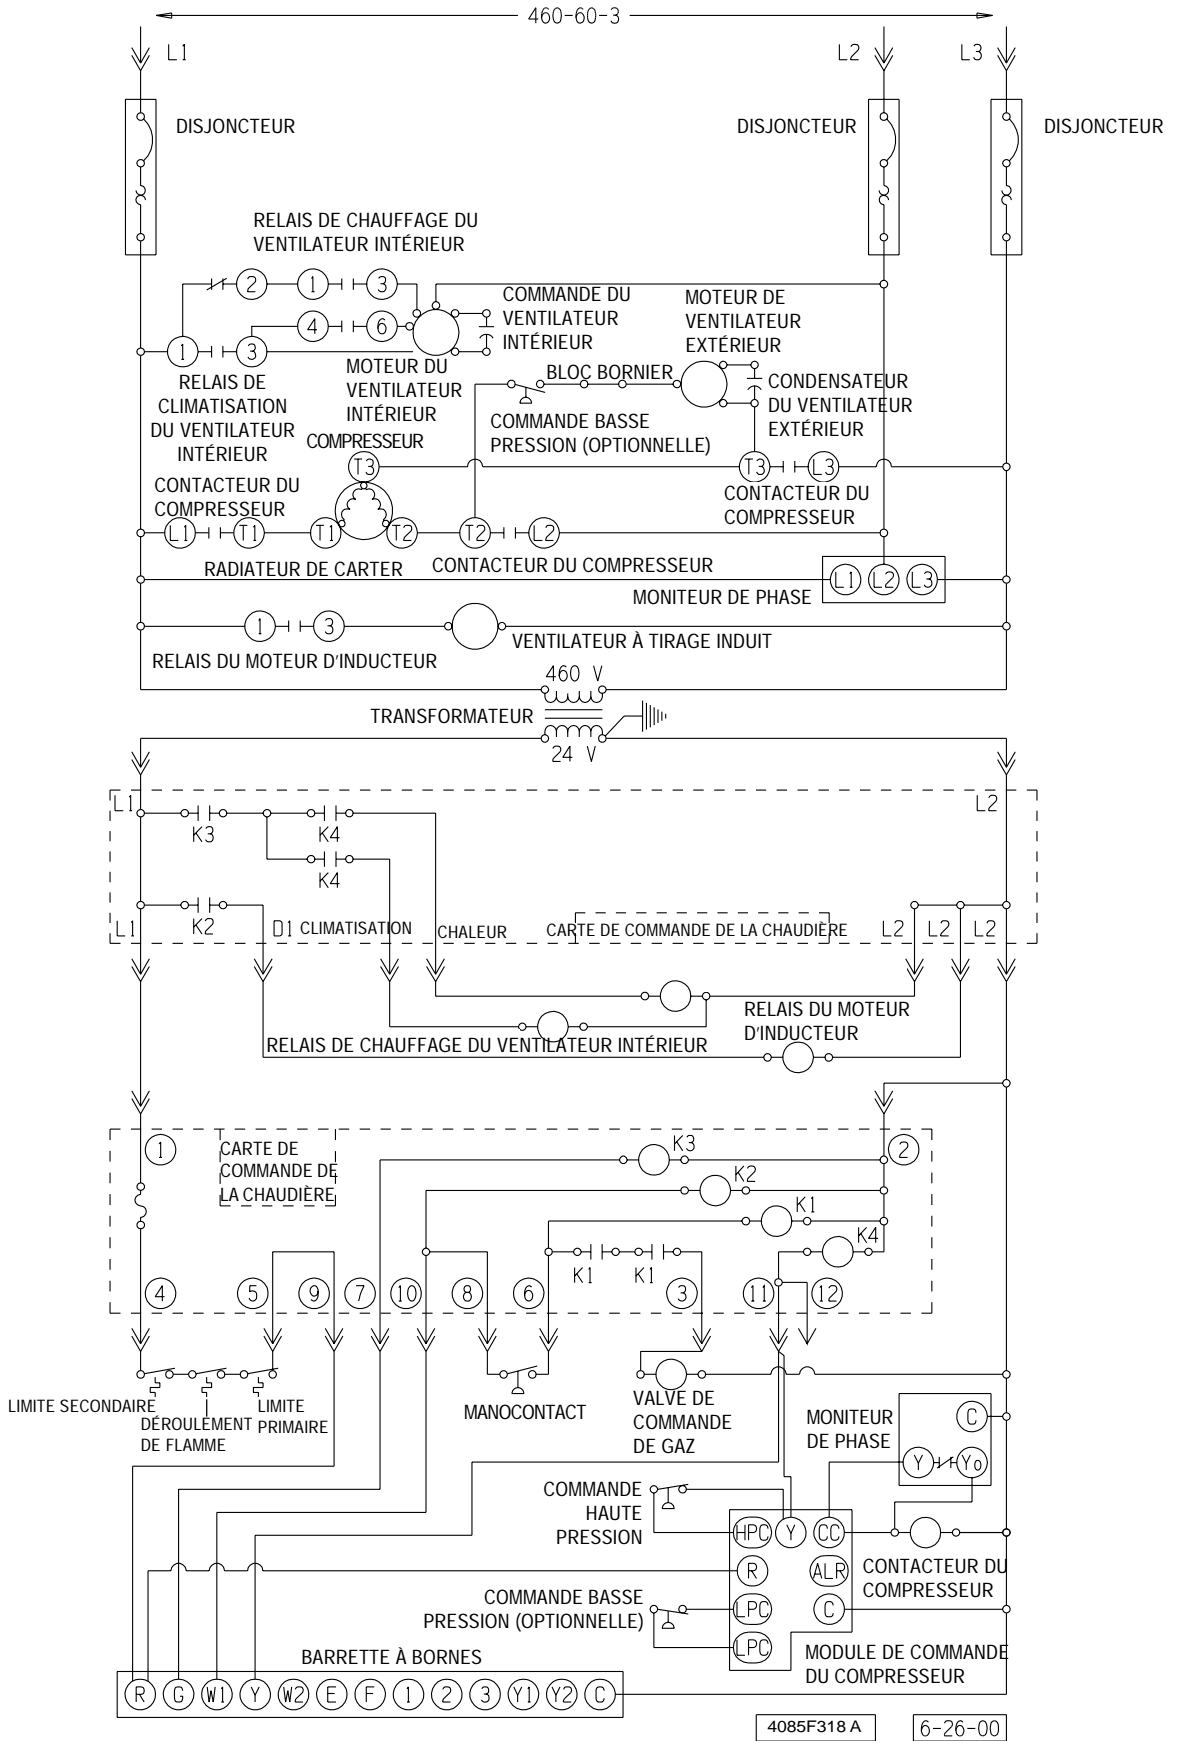 460-60-3
L1
L2
L3
DISJONCTEUR
DISJONCTEUR
DISJONCTEUR
RELAIS DE CHAUFFAGE DU
VENTILATEUR INTÉRIEUR
2
1
3
4
6
1
3
COMMANDE DU
VENTILATEUR
INTÉRIEUR
MOTEUR DE
VENTILATEUR
EXTÉRIEUR
RELAIS DE
CLIMATISATION
DU VENTILATEUR
INTÉRIEUR
MOTEUR DU
VENTILATEUR
INTÉRIEUR
BLOC BORNIER
CONDENSATEUR
DU VENTILATEUR
EXTÉRIEUR
COMMANDE BASSE
PRESSION (OPTIONNELLE)
COMPRESSEUR
T3
T3
L3
CONTACTEUR DU
COMPRESSEUR
CONTACTEUR DU
COMPRESSEUR
L1
T1
T1
T2
T2
L2
RADIATEUR DE CARTER
CONTACTEUR DU COMPRESSEUR
L1
L2
L3
MONITEUR DE PHASE
1
3
VENTILATEUR À TIRAGE INDUIT
RELAIS DU MOTEUR D'INDUCTEUR
460 V
TRANSFORMATEUR
24 V
L1
L2
K3
K4
K4
K2
L1
D1
CLIMATISATION
CHALEUR
CARTE DE COMMANDE DE LA CHAUDIÈRE
L2
L2
L2
RELAIS DU MOTEUR
D'INDUCTEUR
RELAIS DE CHAUFFAGE DU VENTILATEUR INTÉRIEUR
1
CARTE DE
COMMANDE DE
LA CHAUDIÈRE
2
K3
K2
K1
K4
K1
K1
4
5
9
7
10
8
6
3
11
12
LIMITE SECONDAIRE
DÉROULEMENT
DE FLAMME
LIMITE
PRIMAIRE
MANOCONTACT
VALVE DE
COMMANDE
DE GAZ
MONITEUR
DE PHASE
C
Y
Yo
COMMANDE
HAUTE
PRESSION
HPC
Y
CC
R
ALR
CONTACTEUR DU
COMPRESSEUR
COMMANDE BASSE
PRESSION (OPTIONNELLE)
LPC
C
LPC
MODULE DE COMMANDE
DU COMPRESSEUR
BARRETTE À BORNES
R G W1 Y W2 E F 1 2 3 Y1 Y2 C
4085F318 A
6-26-00